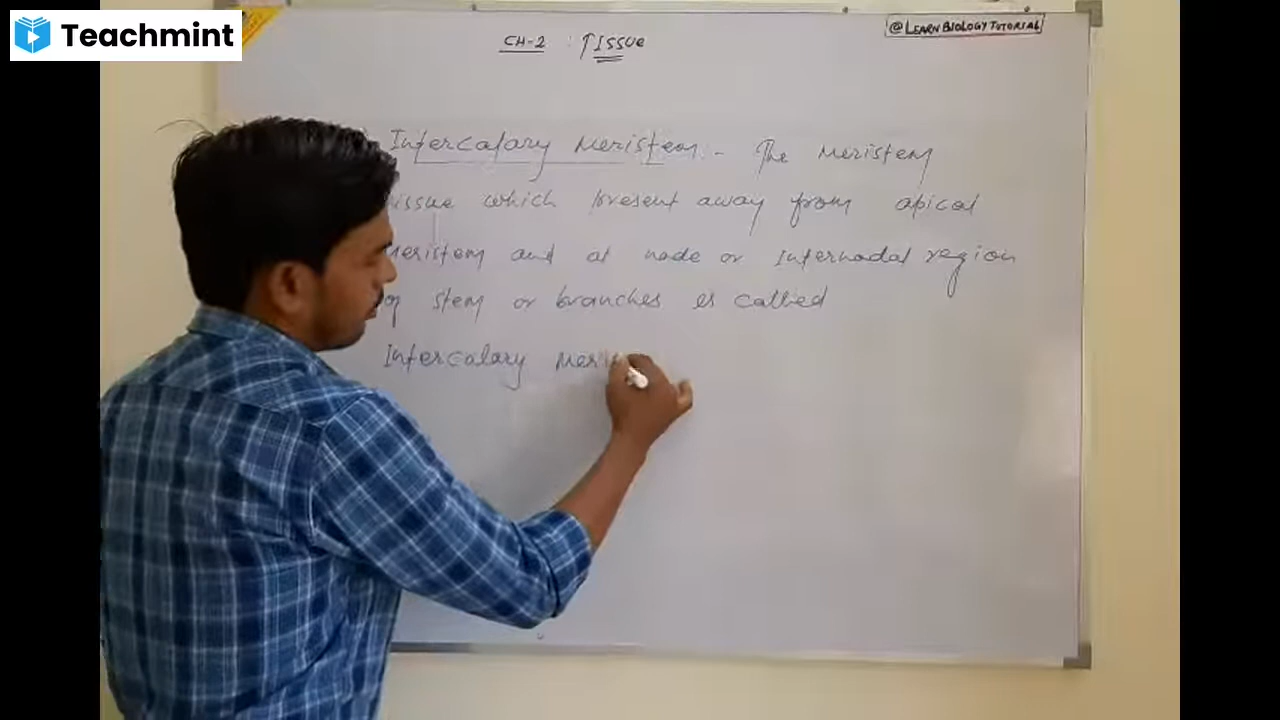 Teachmint
@LEARN BIOLOGY TUTORIAL
CH-2 : TISSUE
Intercalary Meristem - The Meristem
tissue which present away from apical
Meristem and at node or Internodal region
of stem or branches is called
Intercalary Meris